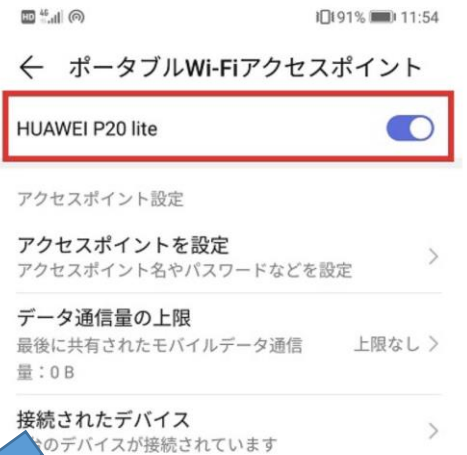 HD 46 91% 11:54
← ポータブルWi-Fiアクセスポイント
HUAWEI P20 lite
アクセスポイント設定
アクセスポイントを設定
アクセスポイント名やパスワードなどを設定
データ通信量の上限
最後に共有されたモバイルデータ通信 上限なし
量：0 B
接続されたデバイス
台のデバイスが接続されています